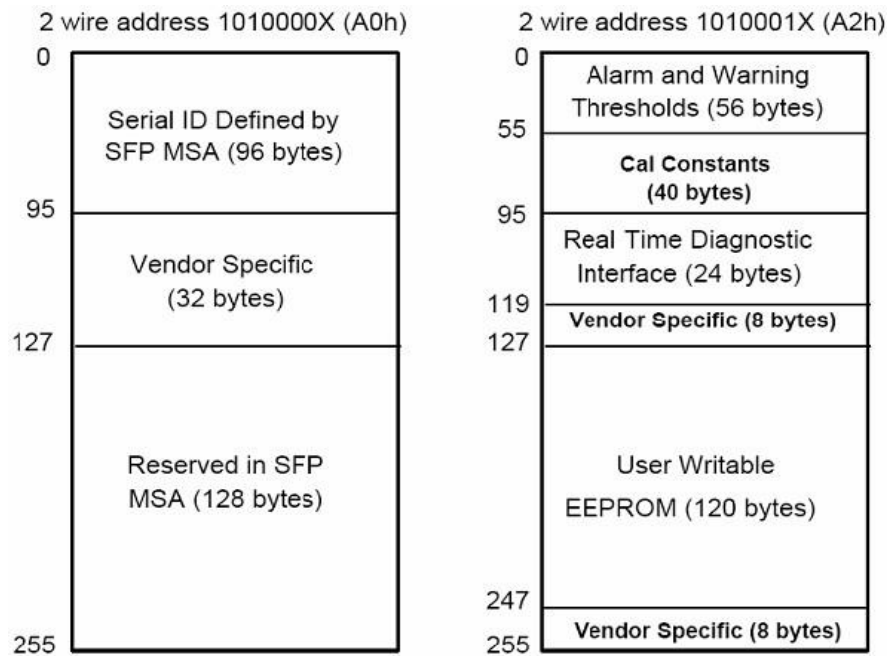 2 wire address 1010000X (A0h)
0
Serial ID Defined by
SFP MSA (96 bytes)
95
Vendor Specific
(32 bytes)
127
Reserved in SFP
MSA (128 bytes)
255
2 wire address 1010001X (A2h)
0
Alarm and Warning
Thresholds (56 bytes)
55
Cal Constants
(40 bytes)
95
Real Time Diagnostic
Interface (24 bytes)
119
Vendor Specific (8 bytes)
127
User Writable
EEPROM (120 bytes)
247
Vendor Specific (8 bytes)
255